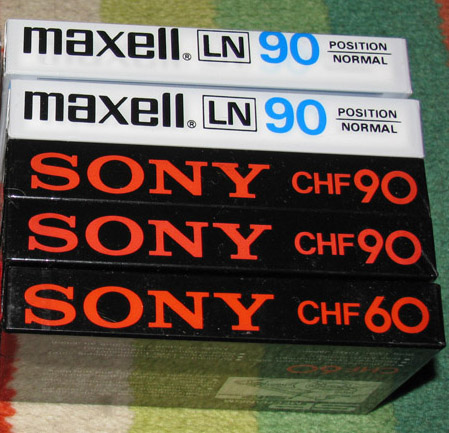 maxell® LN 90 POSITION NORMAL
maxell® LN 90 POSITION NORMAL
SONY CHF90
SONY CHF90
SONY CHF60